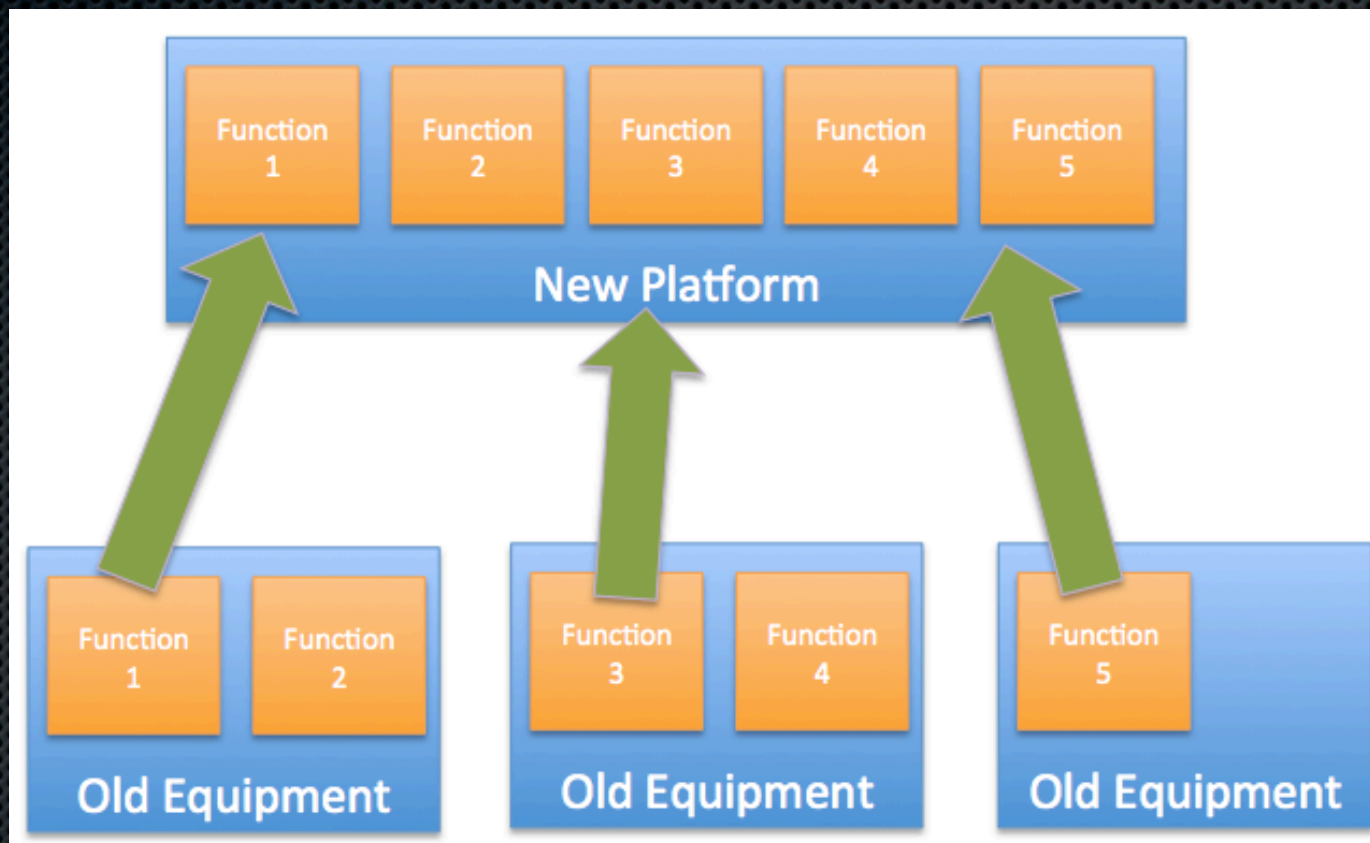 Function
1
Function
2
Function
3
Function
4
Function
5
New Platform
Function
1
Function
2
Old Equipment
Function
3
Function
4
Old Equipment
Function
5
Old Equipment